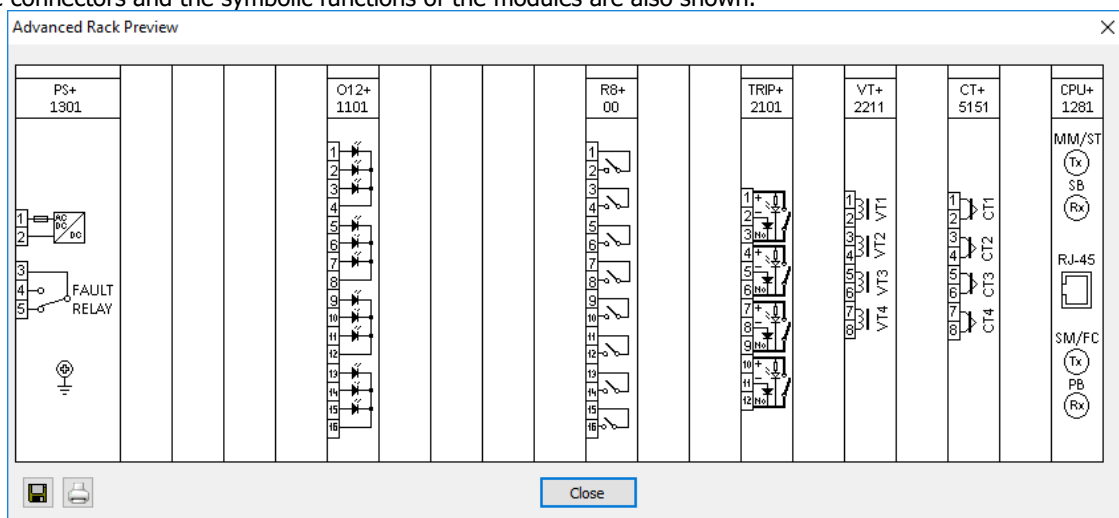 connectors and the symbolic functions of the modules are also shown.
Advanced Rack Preview
PS+
1301
1
2
AC
DC
DC
3
4
5
FAULT
RELAY
O12+
1101
1
2
3
4
5
6
7
8
9
10
11
12
13
14
15
16
R8+
00
1
2
3
4
5
6
7
8
9
10
11
12
13
14
15
16
TRIP+
2101
1 +
2 -
3 No
4 +
5 -
6 No
7 +
8 -
9 No
10 +
11 -
12 No
VT+
2211
1
2
VT1
3
4
VT2
5
6
VT3
7
8
VT4
CT+
5151
1
2
CT1
3
4
CT2
5
6
CT3
7
8
CT4
CPU+
1281
MM/ST
Tx
SB
Rx
RJ-45
SM/FC
Tx
PB
Rx
Close